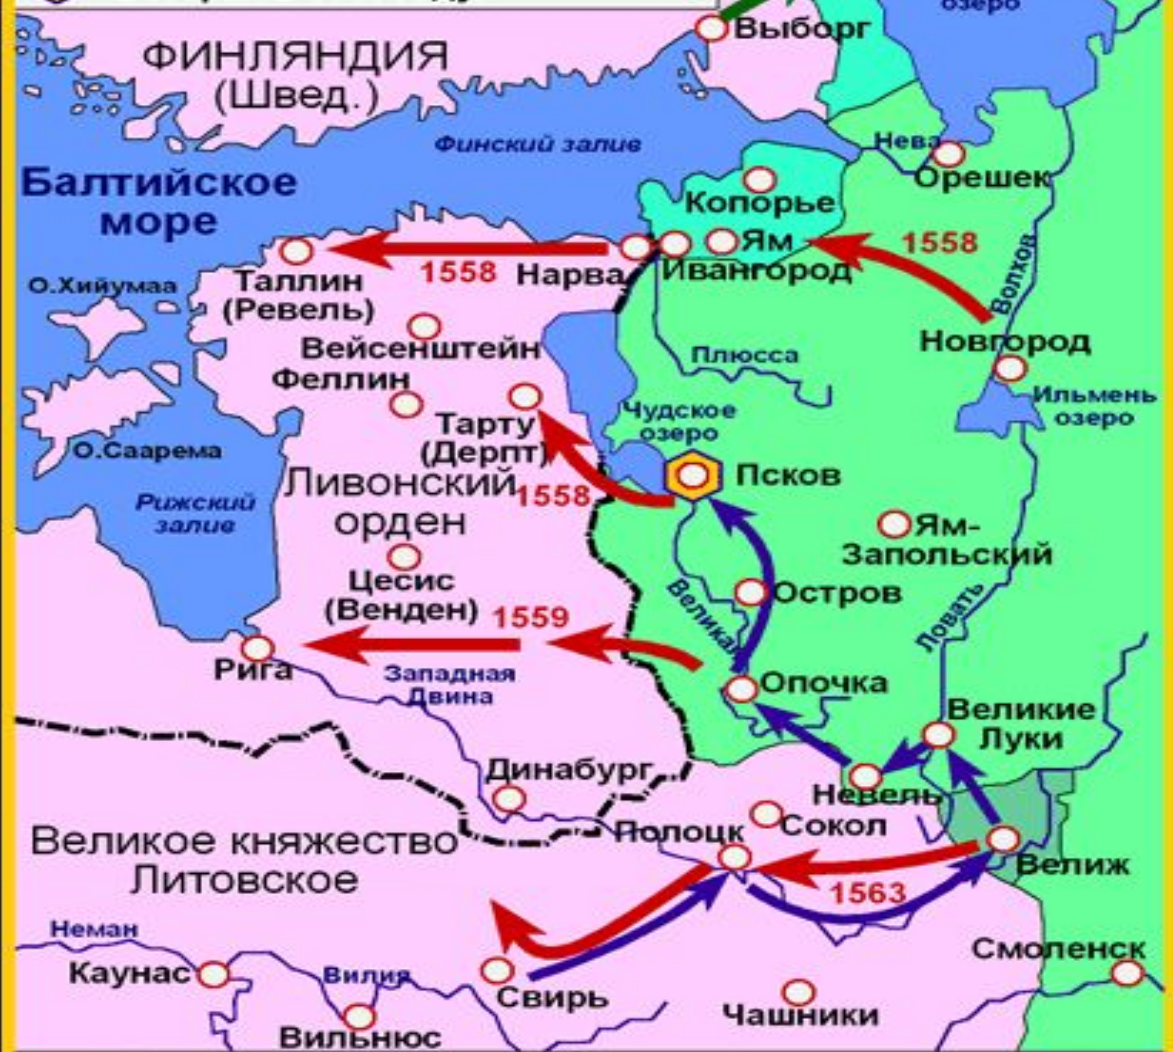 озеро
Выборг
ФИНЛЯНДИЯ
(Швед.)
Финский залив
Нева
Орешек
Балтийское
море
Копорье
Ям
1558
Ивангород
Нарва
1558
Таллин
(Ревель)
О.Хийумаа
Волхов
Новгород
Вейсенштейн
Плюсса
Феллин
Ильмень
озеро
Чудское
озеро
Тарту
(Дерпт)
О.Саарема
Псков
Ливонский
орден
1558
Рижский
залив
Ям-
Запольский
Цесис
(Венден)
1559
Остров
Великая
Ловать
Рига
Западная
Двина
Опочка
Великие
Луки
Динабург
Невель
Полоцк
Сокол
Великое княжество
Литовское
Велиж
1563
Неман
Смоленск
Каунас
Вилия
Свирь
Чашники
Вильнюс